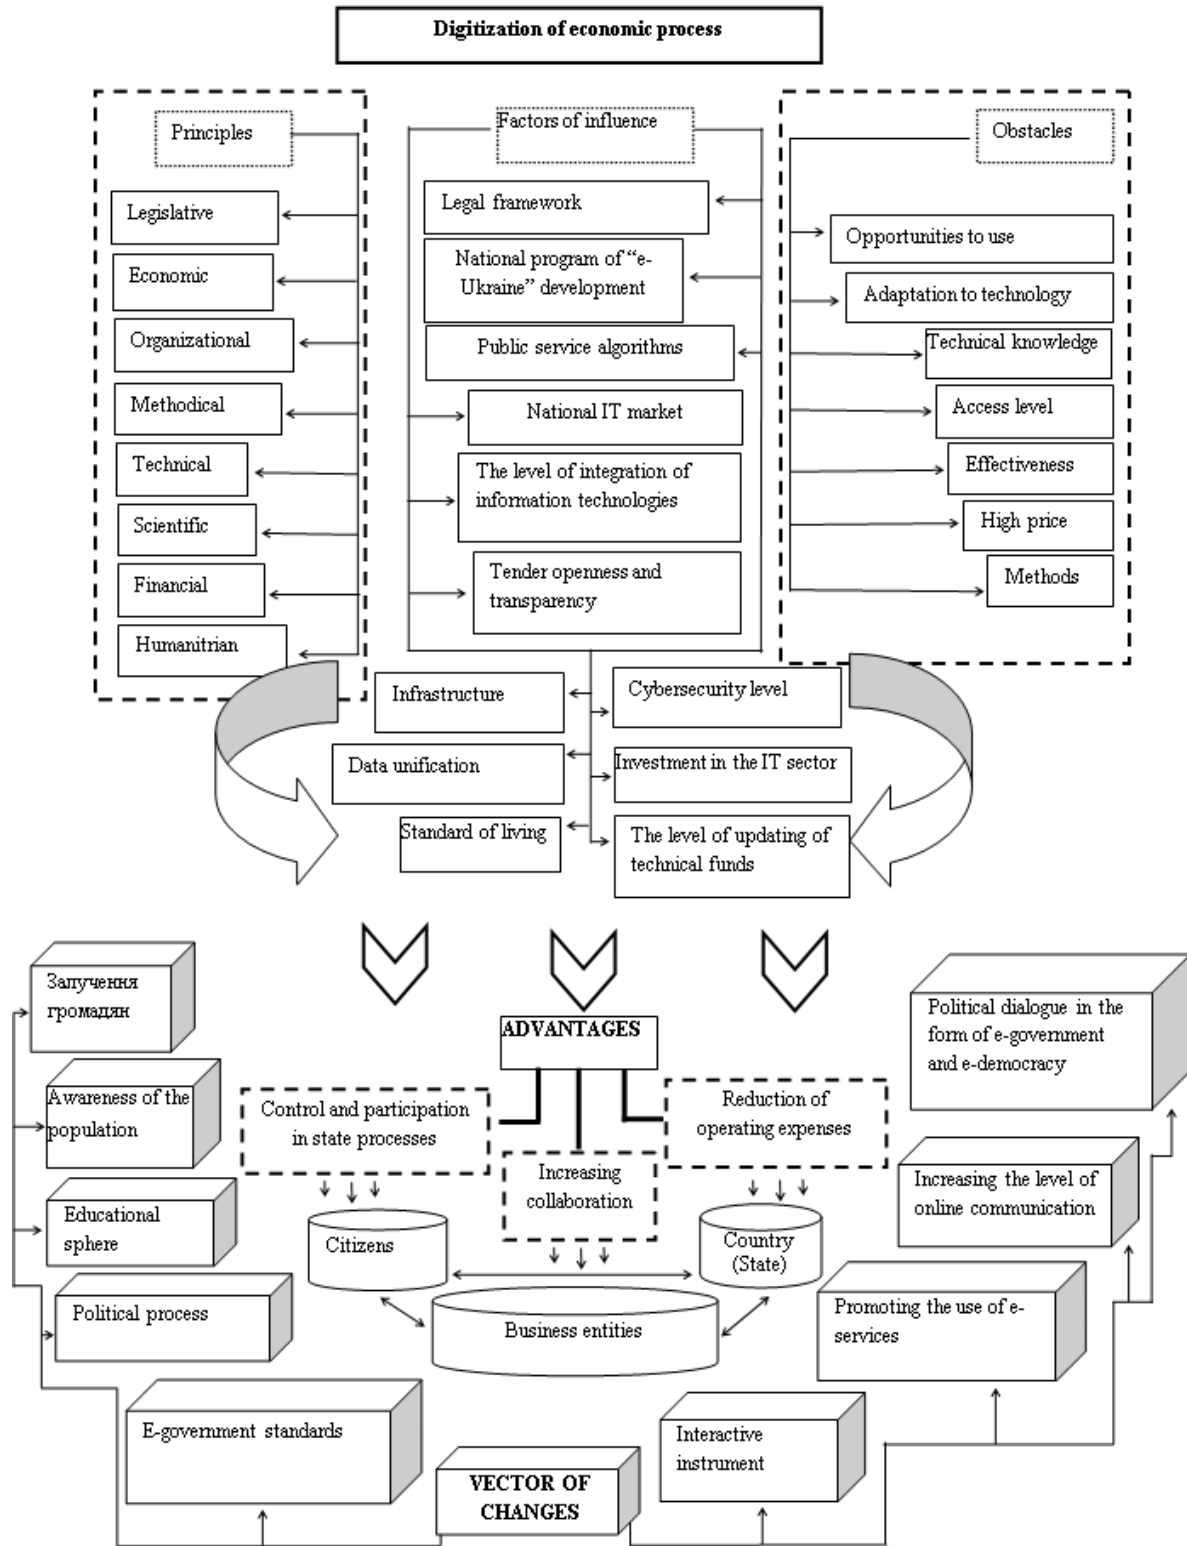 Digitization of economic process
Principles
Legislative
Economic
Organizational
Methodical
Technical
Scientific
Financial
Humanitrian
Factors of influence
Legal framework
National program of “e-
Ukraine” development
Public service algorithms
National IT market
The level of integration of
information technologies
Tender openness and
transparency
Infrastructure
Cybersecurity level
Data unification
Investment in the IT sector
Standard of living
The level of updating of
technical funds
Obstacles
Opportunities to use
Adaptation to technology
Technical knowledge
Access level
Effectiveness
High price
Methods
ADVANTAGES
Control and participation
in state processes
Increasing
collaboration
Reduction of
operating expenses
Citizens
Country
(State)
Business entities
Залучення
громадян
Awareness of the
population
Educational
sphere
Political process
E-government standards
VECTOR OF
CHANGES
Interactive
instrument
Promoting the use of e-
services
Increasing the level of
online communication
Political dialogue in the
form of e-government
and e-democracy